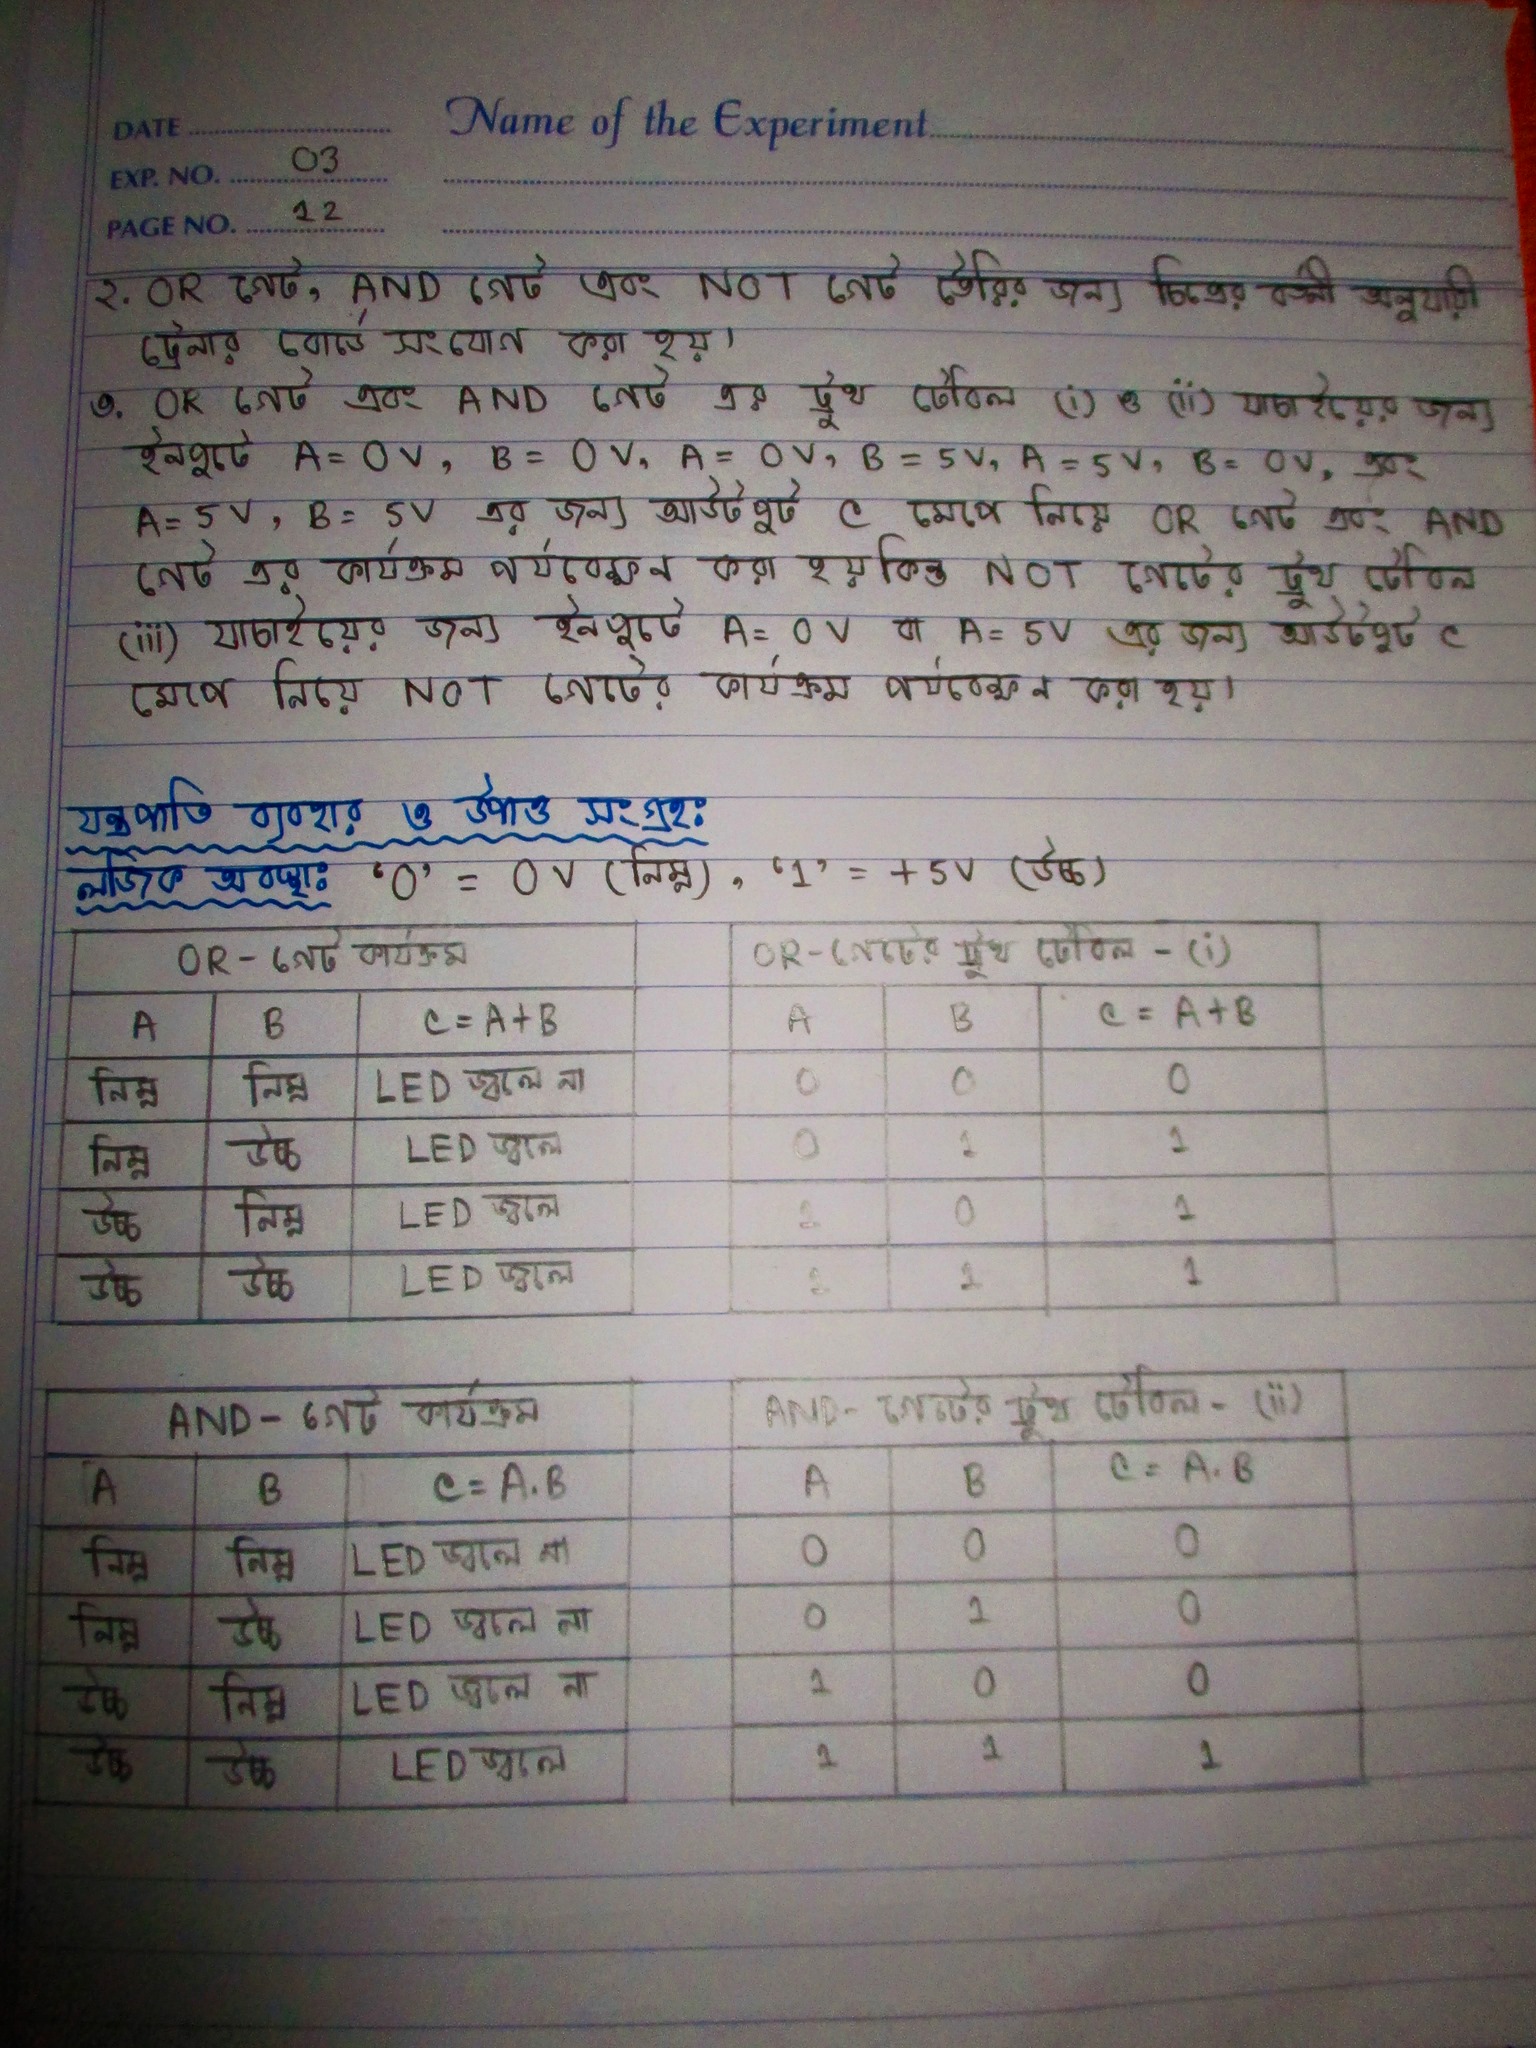 DATE
Name of the Experiment
EXP. NO. 03
PAGE NO. 12
২. OR গেট, AND গেট এবং NOT গেট তৈরির জন্য চিত্রের অনুযায়ী
ট্রেনার বোর্ডে সংযোগ করা হয়।
৩. OR গেট এবং AND গেট এর ট্রুথ টেবিল (i) ও (ii) যাচাইয়ের জন্য
ইনপুটে A = 0V, B = 0V, A = 0V, B = 5V, A = 5V, B = 0V, এবং
A = 5V, B = 5V এর জন্য আউটপুট C মেপে নিয়ে OR গেট এবং AND
গেট এর কার্যক্রম পর্যবেক্ষন করা হয় কিন্তু NOT গেটের ট্রুথ টেবিল
(iii) যাচাইয়ের জন্য ইনপুটে A = 0V বা A = 5V এর জন্য আউটপুট C
মেপে নিয়ে NOT গেটের কার্যক্রম পর্যবেক্ষন করা হয়।
যন্ত্রপাতি ব্যবহার ও উপাত্ত সংগ্রহঃ
লজিক অবস্থাঃ '0' = 0V (নিম্ন), '1' = +5V (উচ্চ)
OR - গেট কার্যক্রম
A B C = A+B
নিম্ন নিম্ন LED জ্বলে না
নিম্ন উচ্চ LED জ্বলে
উচ্চ নিম্ন LED জ্বলে
উচ্চ উচ্চ LED জ্বলে
OR-গেটের ট্রুথ টেবিল - (i)
A B C = A+B
0 0 0
0 1 1
1 0 1
1 1 1
AND - গেট কার্যক্রম
A B C = A.B
নিম্ন নিম্ন LED জ্বলে না
নিম্ন উচ্চ LED জ্বলে না
উচ্চ নিম্ন LED জ্বলে না
উচ্চ উচ্চ LED জ্বলে
AND- গেটের ট্রুথ টেবিল - (ii)
A B C = A.B
0 0 0
0 1 0
1 0 0
1 1 1